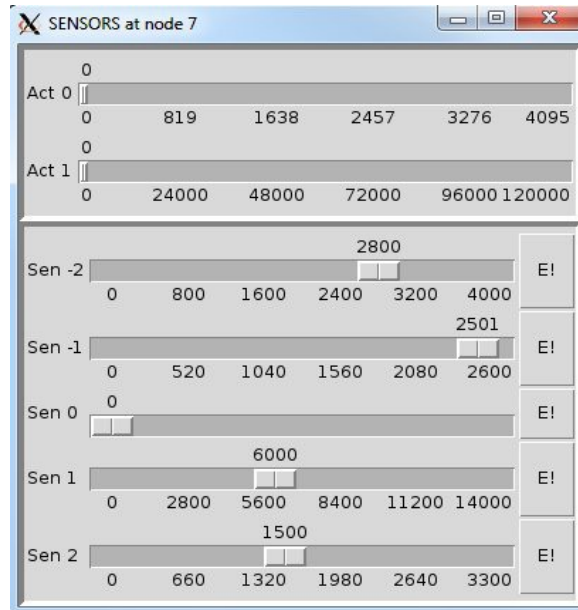 SENSORS at node 7
0
Act 0
0 819 1638 2457 3276 4095
0
Act 1
0 24000 48000 72000 96000 120000
2800
Sen -2 E!
0 800 1600 2400 3200 4000
2501
Sen -1 E!
0 520 1040 1560 2080 2600
0
Sen 0 E!
6000
Sen 1 E!
0 2800 5600 8400 11200 14000
1500
Sen 2 E!
0 660 1320 1980 2640 3300